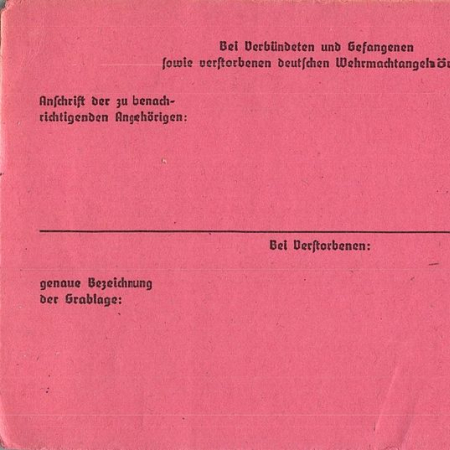 Bei Verbündeten und Gefangenen
sowie verstorbenen deutschen Wehrmachtangehö
Anschrift der zu benach-
richtigenden Angehörigen:
Bei Verstorbenen:
genaue Bezeichnung
der Grablage: